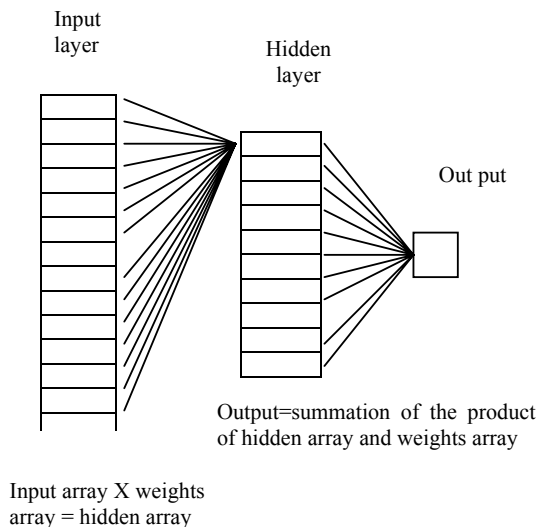 Input
layer
Hidden
layer
Out put
Output=summation of the product
of hidden array and weights array
Input array X weights
array = hidden array